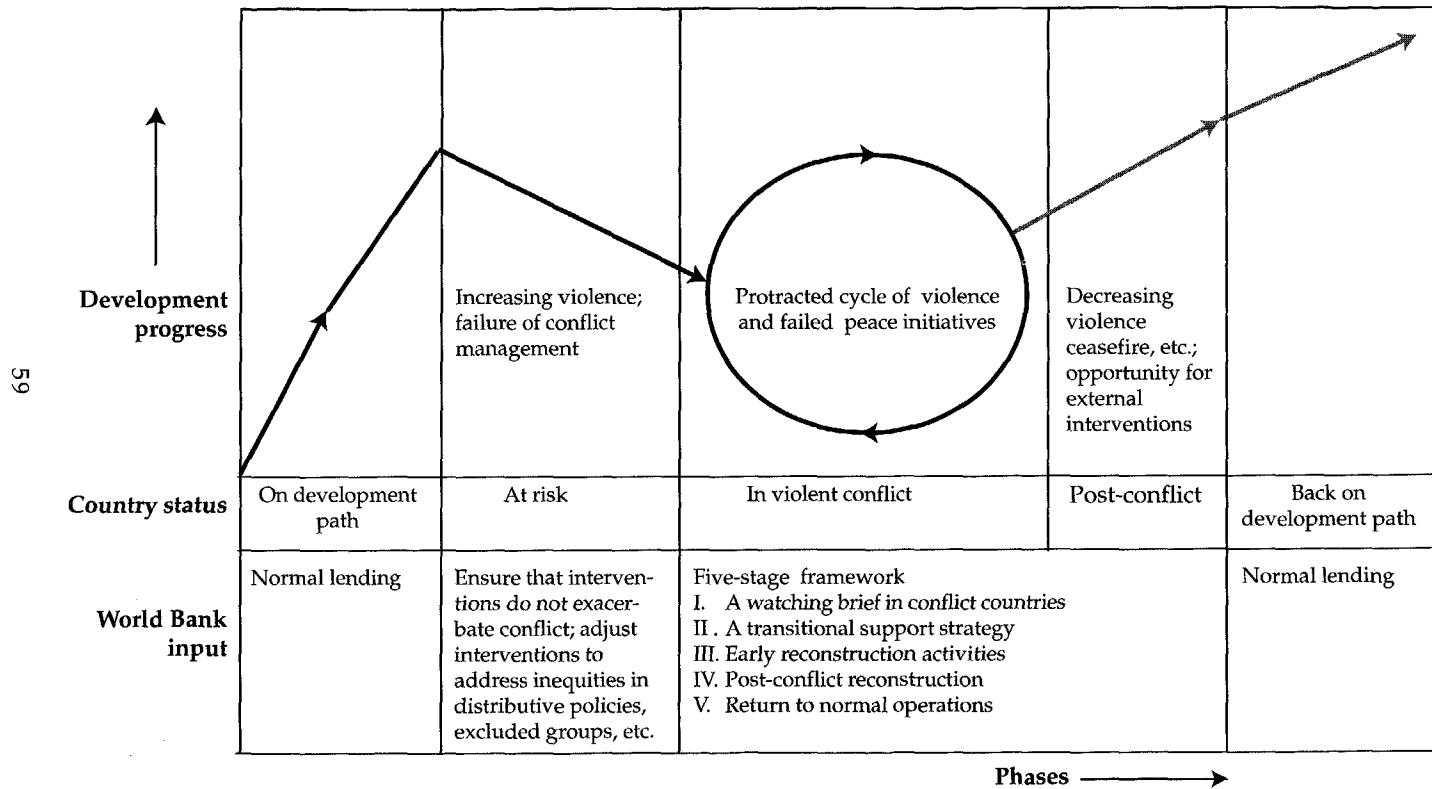 59
Development
progress
Increasing violence;
failure of conflict
management
Protracted cycle of violence
and failed peace initiatives
Decreasing
violence
ceasefire, etc.;
opportunity for
external
interventions
Country status
On development
path
At risk
In violent conflict
Post-conflict
Back on
development path
World Bank
input
Normal lending
Ensure that interven-
tions do not exacer-
bate conflict; adjust
interventions to
address inequities in
distributive policies,
excluded groups, etc.
Five-stage framework
I. A watching brief in conflict countries
II. A transitional support strategy
III. Early reconstruction activities
IV. Post-conflict reconstruction
V. Return to normal operations
Normal lending
Phases